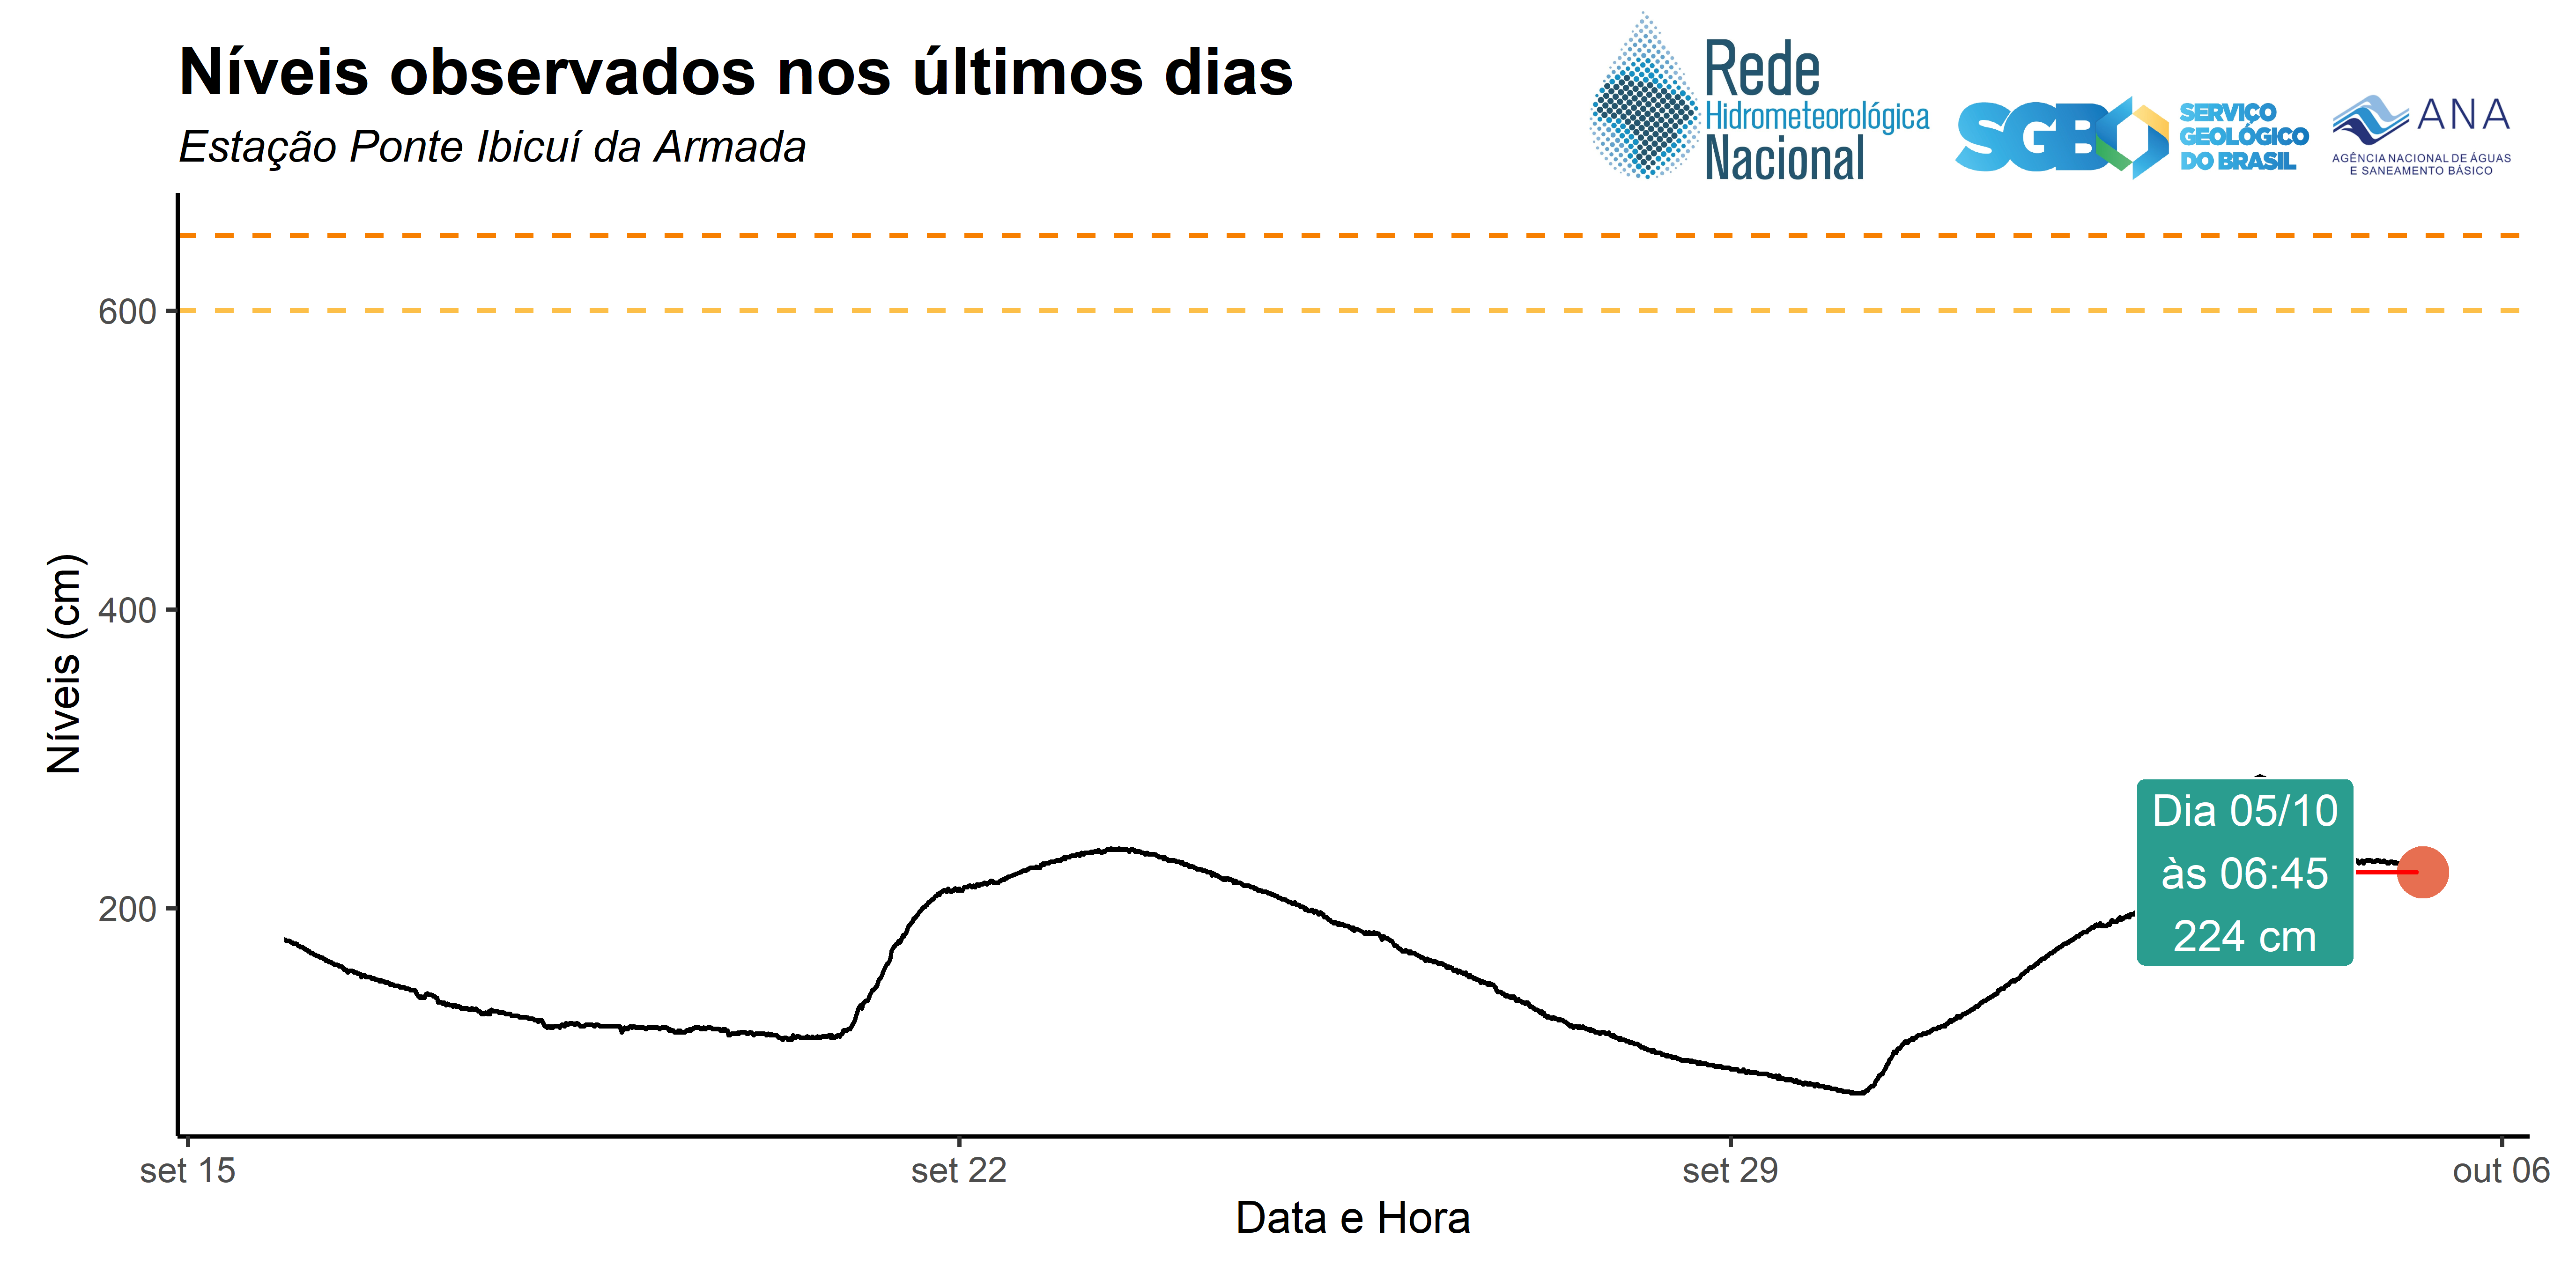 Níveis observados nos últimos dias
Estação Ponte Ibicuí da Armada
Rede
Hidrometeorológica
Nacional
SGB
SERVIÇO
GEOLÓGICO
DO BRASIL
ANA
AGÊNCIA NACIONAL DE ÁGUAS
E SANEAMENTO BÁSICO
Níveis (cm)
600
400
200
Dia 05/10
às 06:45
224 cm
set 15
set 22
set 29
out 06
Data e Hora